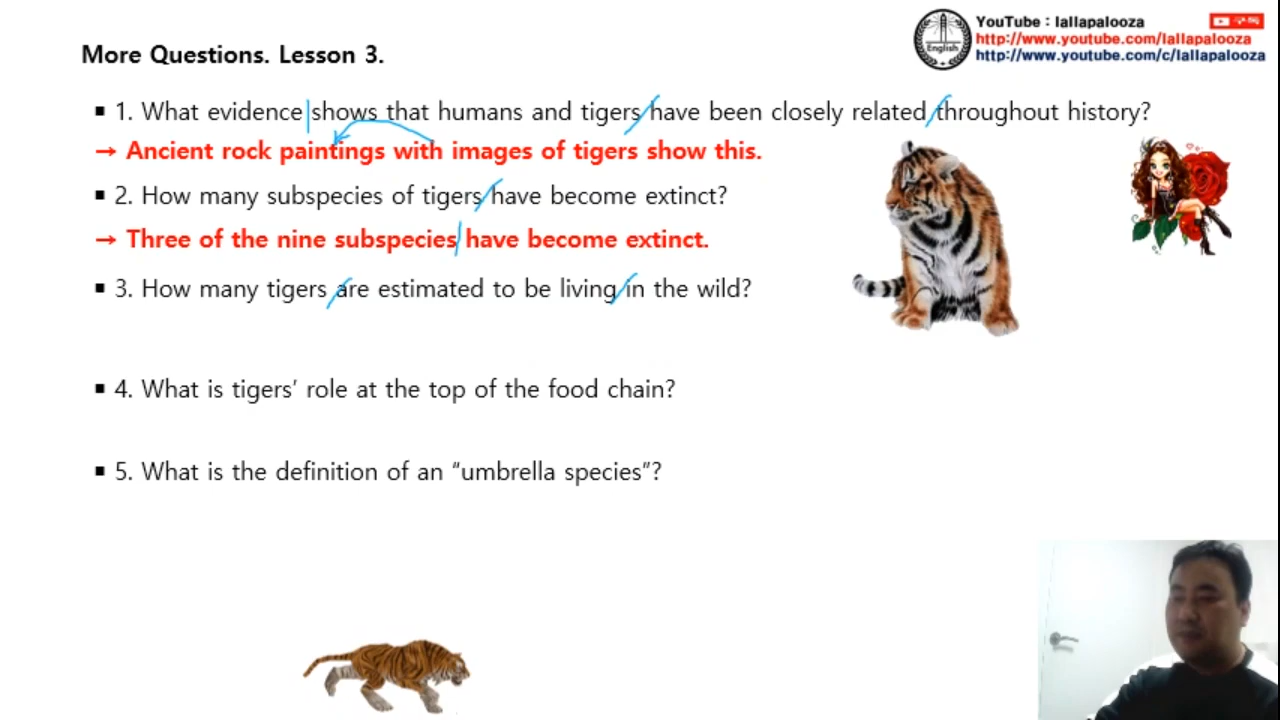 YouTube : lallapalooza
http://www.youtube.com/lallapalooza
http://www.youtube.com/c/lallapalooza
English
More Questions. Lesson 3.
▪ 1. What evidence shows that humans and tigers have been closely related throughout history?
→ Ancient rock paintings with images of tigers show this.
▪ 2. How many subspecies of tigers have become extinct?
→ Three of the nine subspecies have become extinct.
▪ 3. How many tigers are estimated to be living in the wild?
▪ 4. What is tigers’ role at the top of the food chain?
▪ 5. What is the definition of an “umbrella species”?